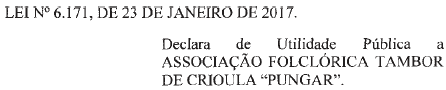 LEI Nº 6.171, DE 23 DE JANEIRO DE 2017.
Declara de Utilidade Pública a
ASSOCIAÇÃO FOLCLÓRICA TAMBOR
DE CRIOULA “PUNGAR”.